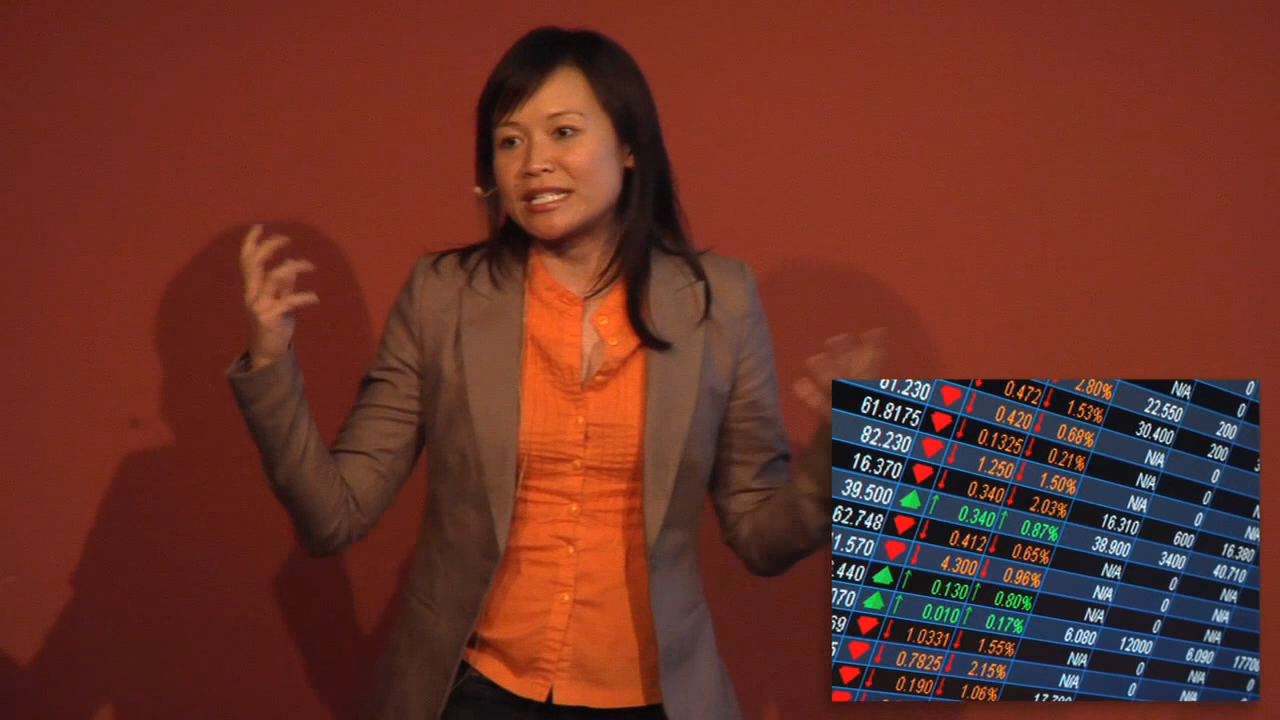 61.230 0.472 2.80% N/A 0
61.8175 0.420 1.53% 22.550 200 0
82.230 0.1325 0.68% 30.400 200
16.370 1.250 0.21% N/A 0
39.500 0.340 1.50% N/A 0
62.748 0.340 2.03% N/A 0 N/A
0.412 0.87% 16.310 600 16.380
4.300 0.65% 38.900 3400 40.710
0.130 0.96% N/A 0 N/A
0.010 0.80% N/A 0 N/A
1.0331 0.17% N/A 0
0.7825 1.55% 6.080 12000 6.090
0.190 2.15% N/A 0 N/A
1.06% N/A 0